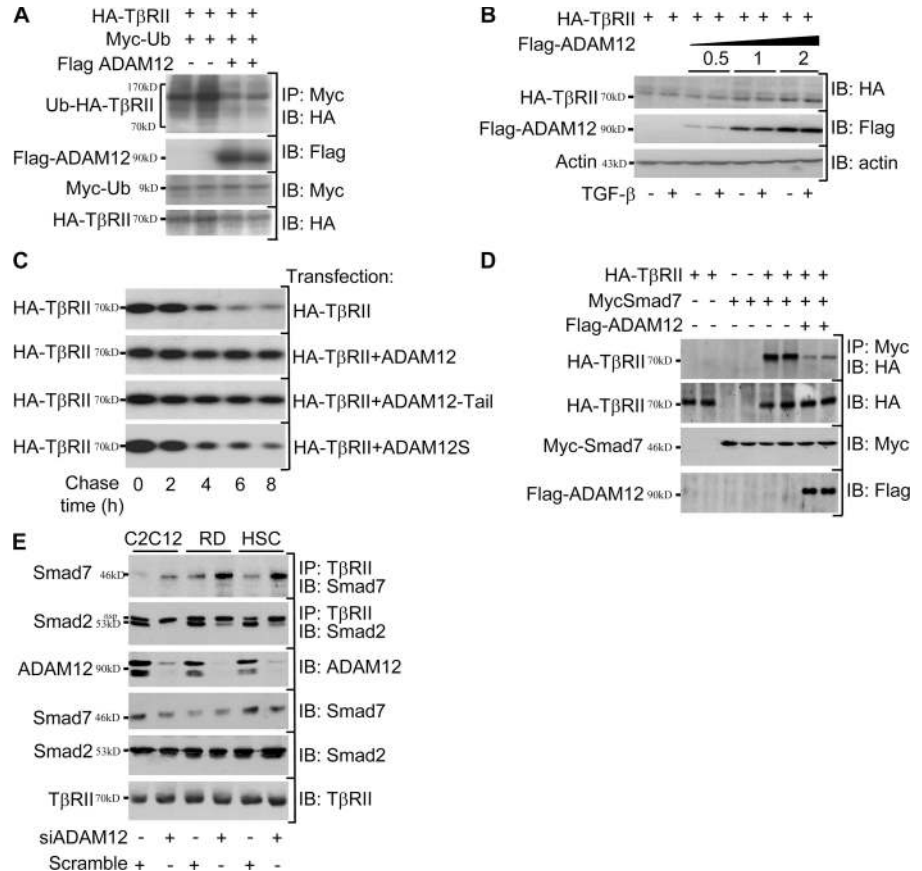 A
HA-TβRII + + + +
Myc-Ub + + + +
Flag ADAM12 - - + +
170kD
Ub-HA-TβRII
70kD
IP: Myc
IB: HA
Flag-ADAM12 90kD IB: Flag
Myc-Ub 9kD IB: Myc
HA-TβRII 70kD IB: HA
B
HA-TβRII + + + + + + + +
Flag-ADAM12
0.5 1 2
HA-TβRII 70kD IB: HA
Flag-ADAM12 90kD IB: Flag
Actin 43kD IB: actin
TGF-β - + - + - + - +
C
Transfection:
HA-TβRII 70kD HA-TβRII
HA-TβRII 70kD HA-TβRII+ADAM12
HA-TβRII 70kD HA-TβRII+ADAM12-Tail
HA-TβRII 70kD HA-TβRII+ADAM12S
Chase 0 2 4 6 8
time (h)
D
HA-TβRII + + - - + + + +
MycSmad7 - - + + + + + +
Flag-ADAM12 - - - - - - + +
HA-TβRII 70kD IP: Myc
IB: HA
HA-TβRII 70kD IB: HA
Myc-Smad7 46kD IB: Myc
Flag-ADAM12 90kD IB: Flag
E
C2C12 RD HSC
Smad7 46kD IP: TβRII
IB: Smad7
nsp
Smad2 53kD IP: TβRII
IB: Smad2
ADAM12 90kD IB: ADAM12
Smad7 46kD IB: Smad7
Smad2 53kD IB: Smad2
TβRII 70kD IB: TβRII
siADAM12 - + - + - +
Scramble + - + - + -